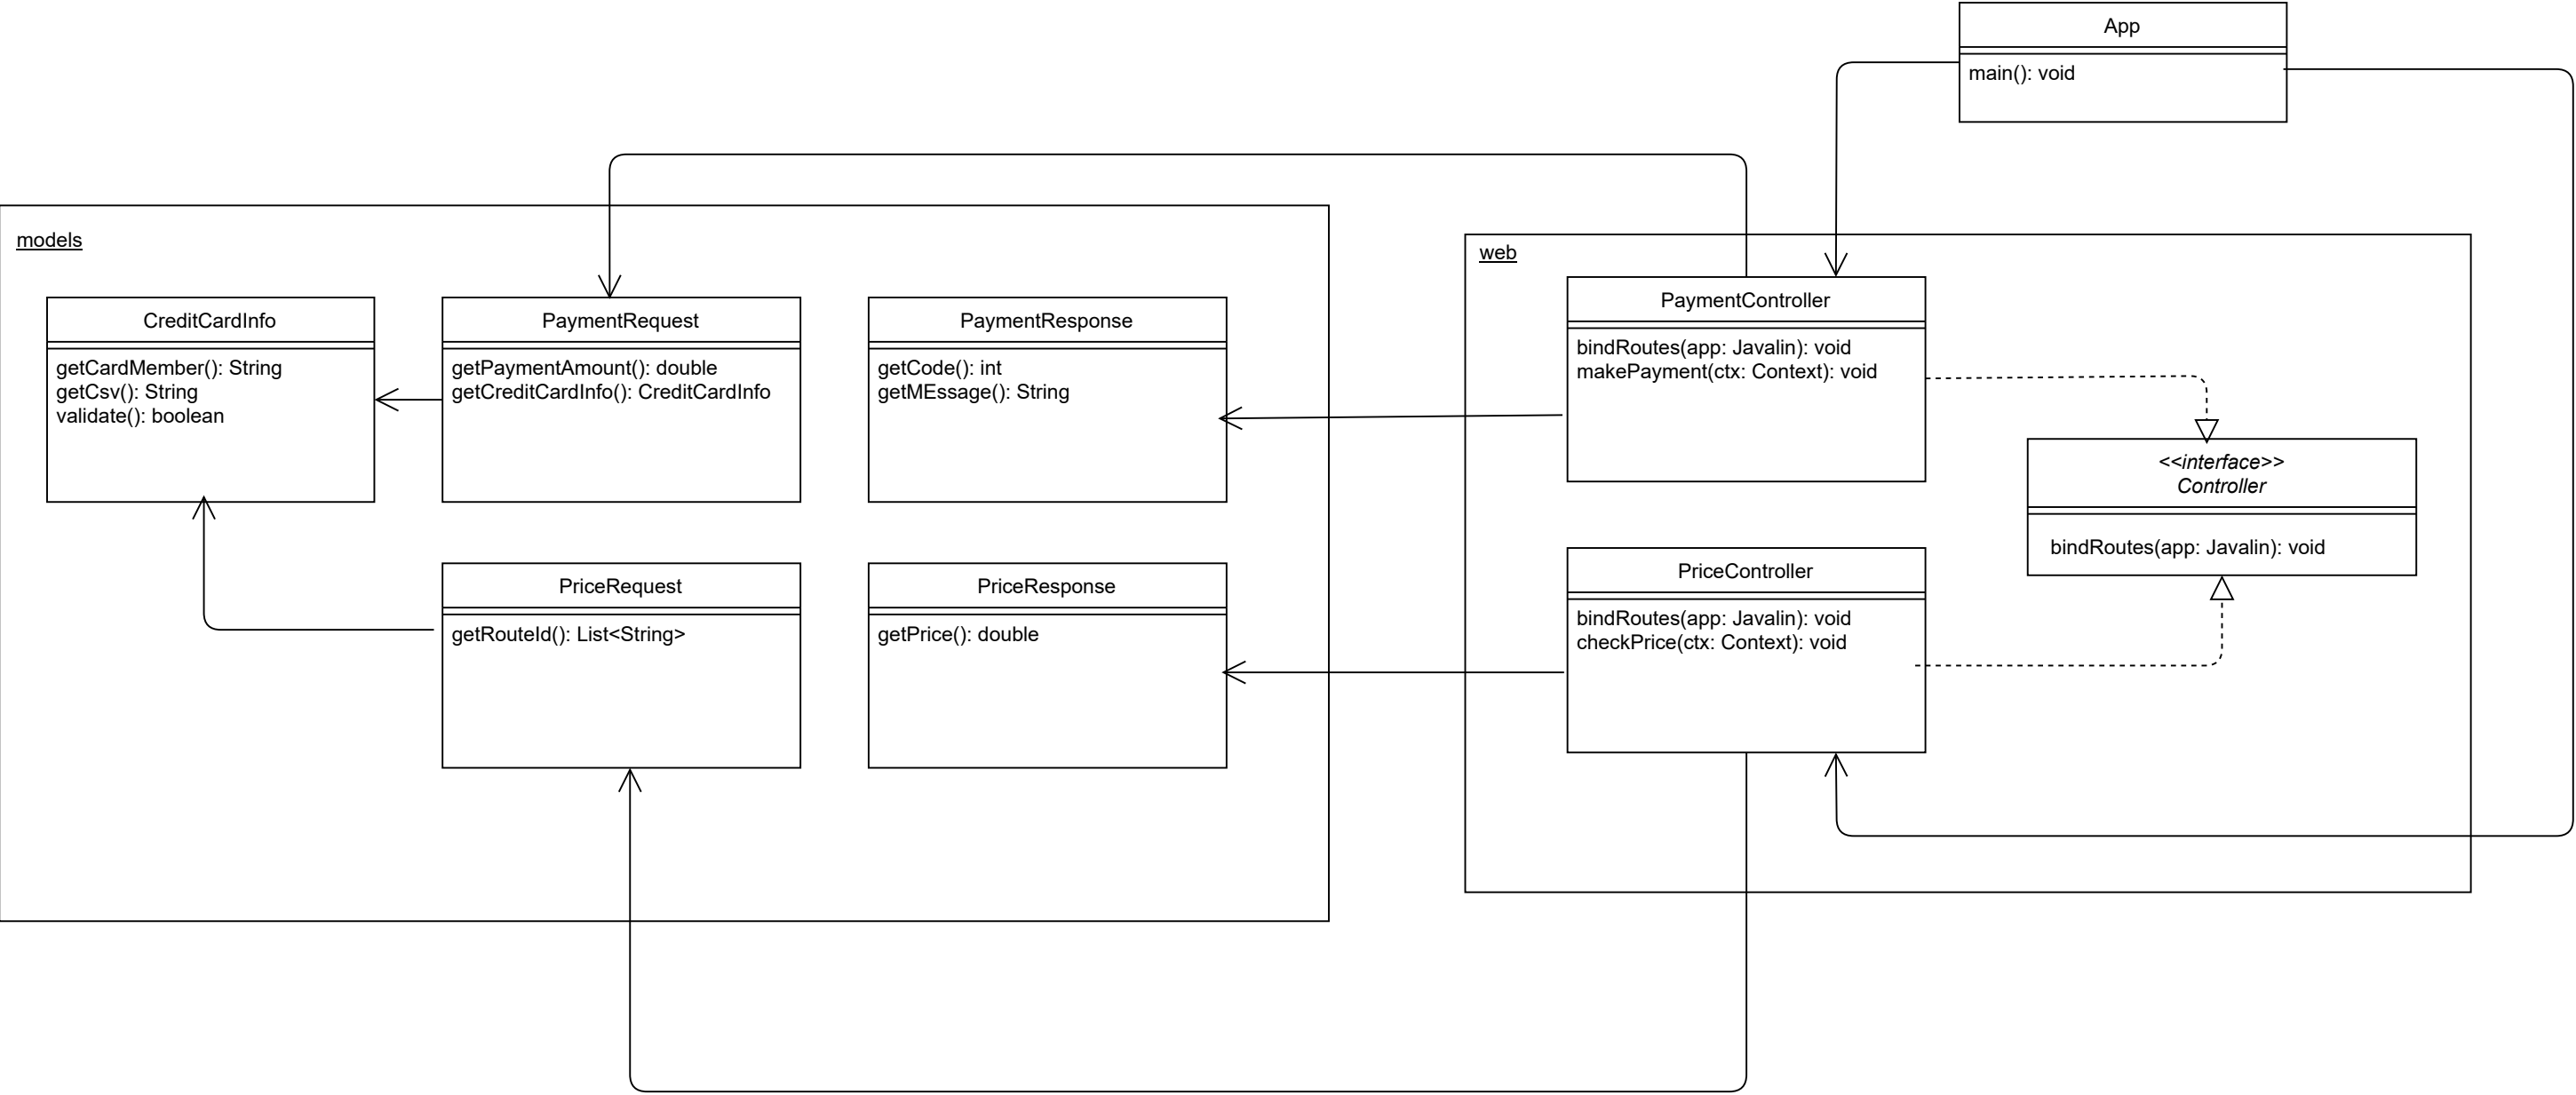 App
main(): void
models
web
CreditCardInfo
getCardMember(): String
getCsv(): String
validate(): boolean
PaymentRequest
getPaymentAmount(): double
getCreditCardInfo(): CreditCardInfo
PaymentResponse
getCode(): int
getMEssage(): String
PaymentController
bindRoutes(app: Javalin): void
makePayment(ctx: Context): void
<<interface>>
Controller
bindRoutes(app: Javalin): void
PriceRequest
getRouteId(): List<String>
PriceResponse
getPrice(): double
PriceController
bindRoutes(app: Javalin): void
checkPrice(ctx: Context): void